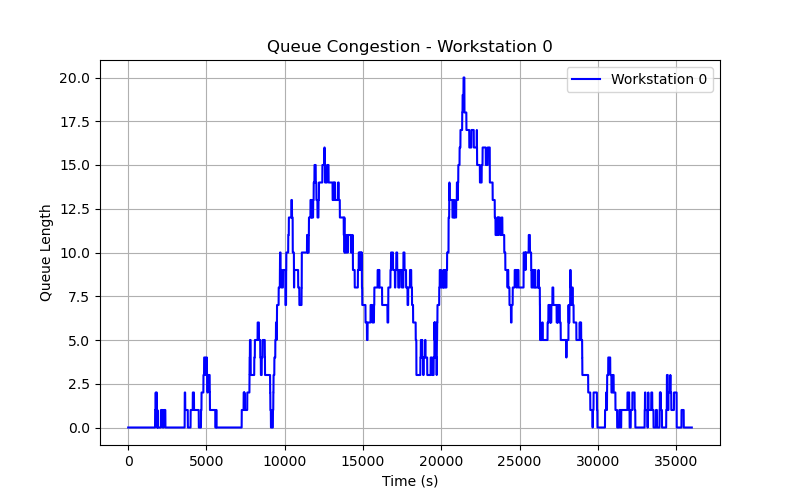 Queue Congestion - Workstation 0
Workstation 0
20.0
17.5
15.0
12.5
10.0
7.5
5.0
2.5
0.0
Queue Length
0 5000 10000 15000 20000 25000 30000 35000
Time (s)